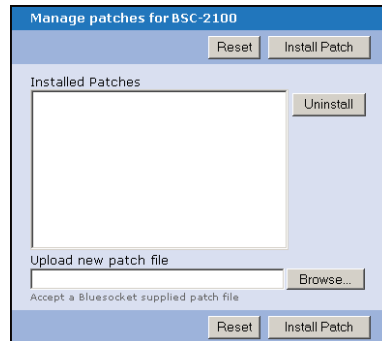 Manage patches for BSC-2100
Reset Install Patch
Installed Patches
Uninstall
Upload new patch file
Browse...
Accept a Bluesocket supplied patch file
Reset Install Patch